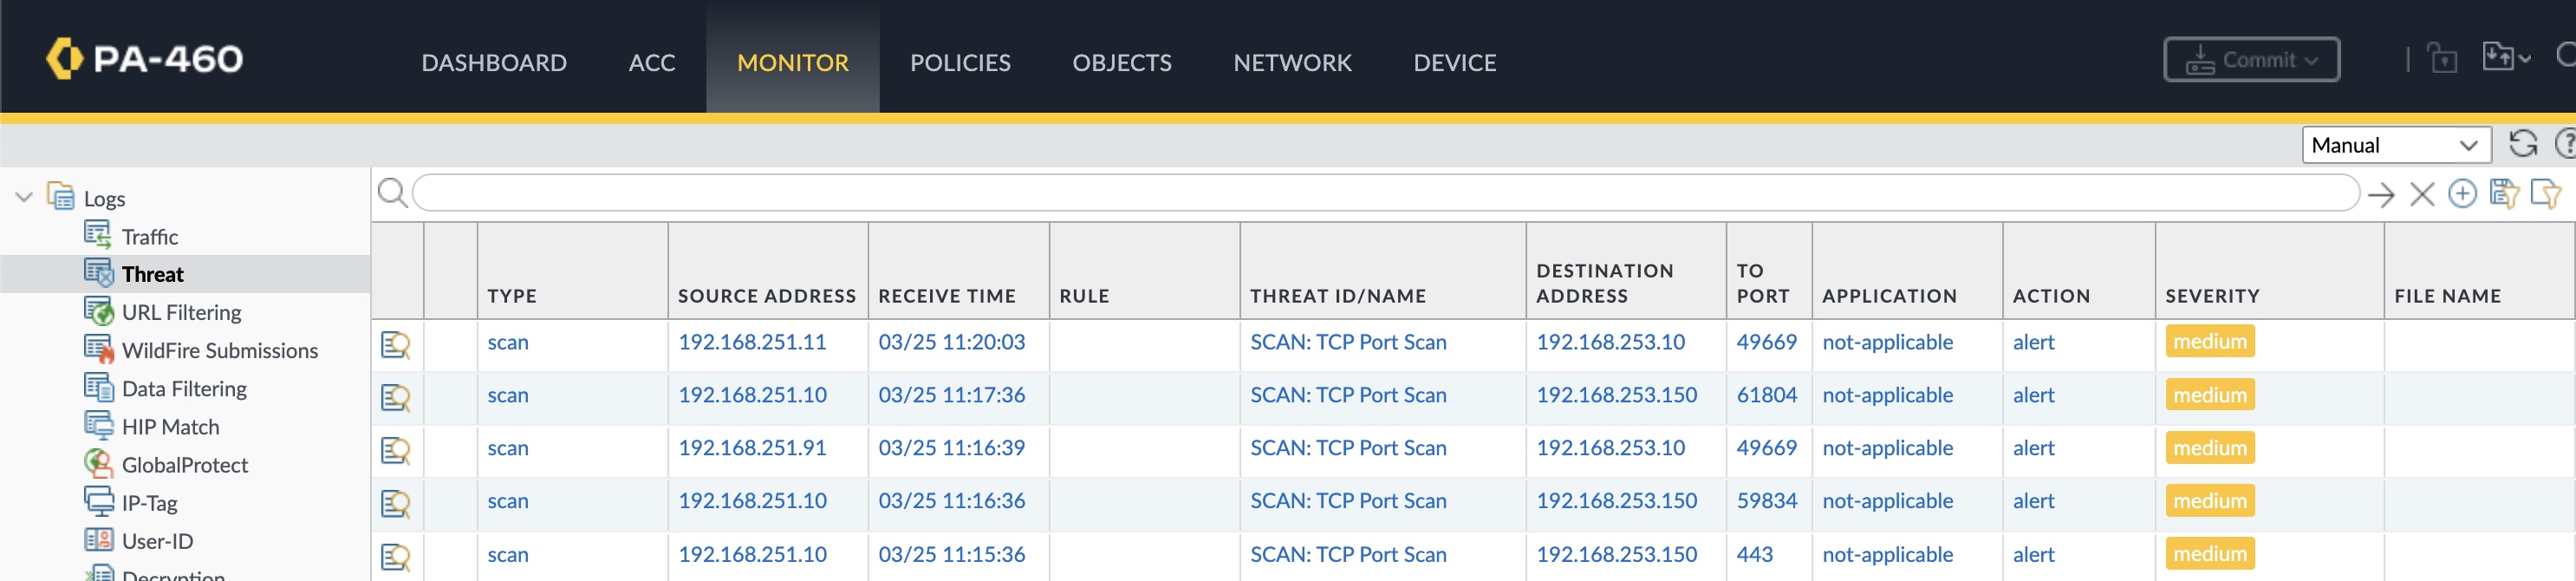 PA-460
DASHBOARD ACC MONITOR POLICIES OBJECTS NETWORK DEVICE Commit
Manual
Logs
Traffic
Threat
URL Filtering
WildFire Submissions
Data Filtering
HIP Match
GlobalProtect
IP-Tag
User-ID
Decryption
TYPE SOURCE ADDRESS RECEIVE TIME RULE THREAT ID/NAME DESTINATION ADDRESS TO PORT APPLICATION ACTION SEVERITY FILE NAME
scan 192.168.251.11 03/25 11:20:03 SCAN: TCP Port Scan 192.168.253.10 49669 not-applicable alert medium
scan 192.168.251.10 03/25 11:17:36 SCAN: TCP Port Scan 192.168.253.150 61804 not-applicable alert medium
scan 192.168.251.91 03/25 11:16:39 SCAN: TCP Port Scan 192.168.253.10 49669 not-applicable alert medium
scan 192.168.251.10 03/25 11:16:36 SCAN: TCP Port Scan 192.168.253.150 59834 not-applicable alert medium
scan 192.168.251.10 03/25 11:15:36 SCAN: TCP Port Scan 192.168.253.150 443 not-applicable alert medium